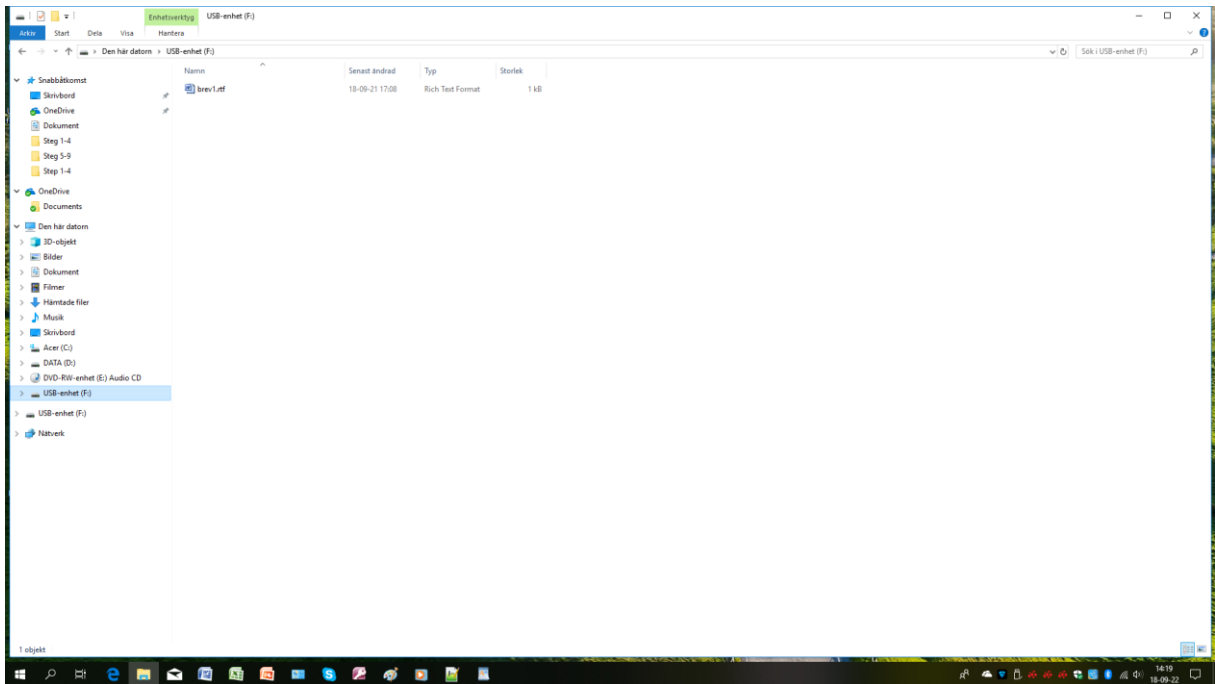 Enhetsverktyg USB-enhet (F:)
Arkiv Start Dela Visa Hantera
Den här datorn USB-enhet (F:) Sök i USB-enhet (F:)
Namn Senast ändrad Typ Storlek
brev1.rtf 18-09-21 17:08 Rich Text Format 1 kB
Snabbåtkomst
Skrivbord
OneDrive
Dokument
Steg 1-4
Steg 5-9
Step 1-4
OneDrive
Documents
Den här datorn
3D-objekt
Bilder
Dokument
Filmer
Hämtade filer
Musik
Skrivbord
Acer (C:)
DATA (D:)
DVD-RW-enhet (E:) Audio CD
USB-enhet (F:)
USB-enhet (F:)
Nätverk
1 objekt
14:19
18-09-22